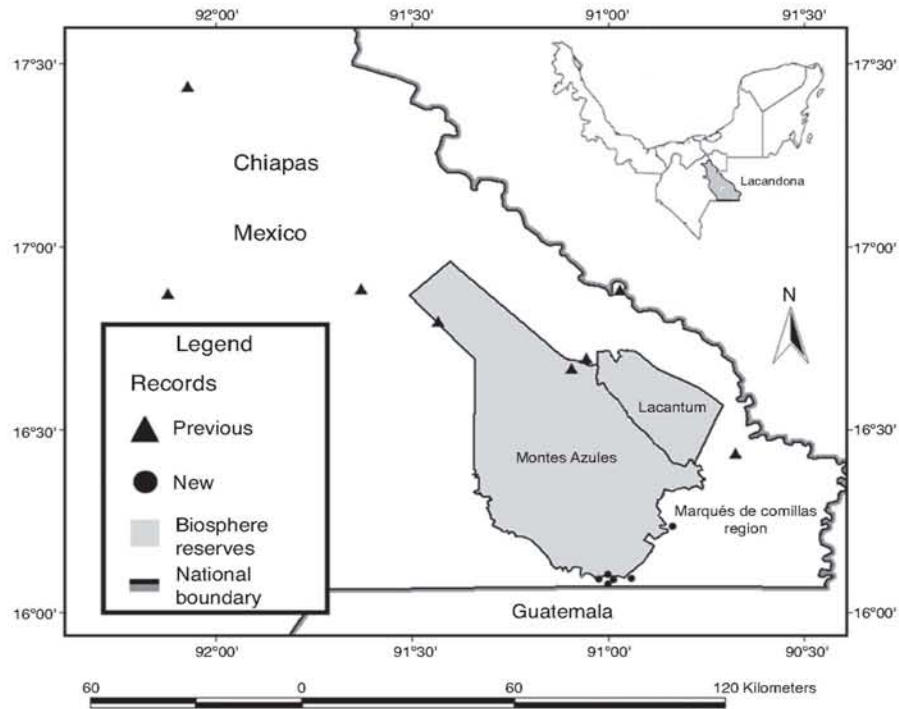 92°00'
91°30'
91°00'
91°30'
17°30'
17°30'
Chiapas
Lacandona
Mexico
17°00'
17°00'
N
Legend
Records
Previous
New
Biosphere
reserves
National
boundary
Lacantum
Montes Azules
16°30'
16°30'
Marqués de comillas
region
16°00'
16°00'
Guatemala
92°00'
91°30'
91°00'
90°30'
60
0
60
120 Kilometers